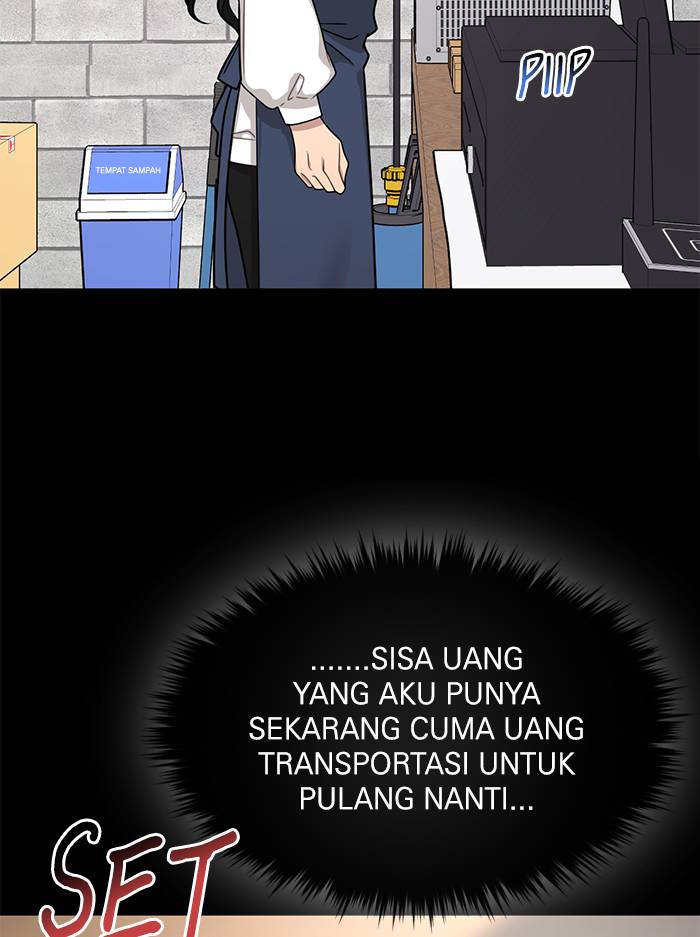 PIIP
TEMPAT SAMPAH
.......SISA UANG
YANG AKU PUNYA
SEKARANG CUMA UANG
TRANSPORTASI UNTUK
PULANG NANTI...
SET